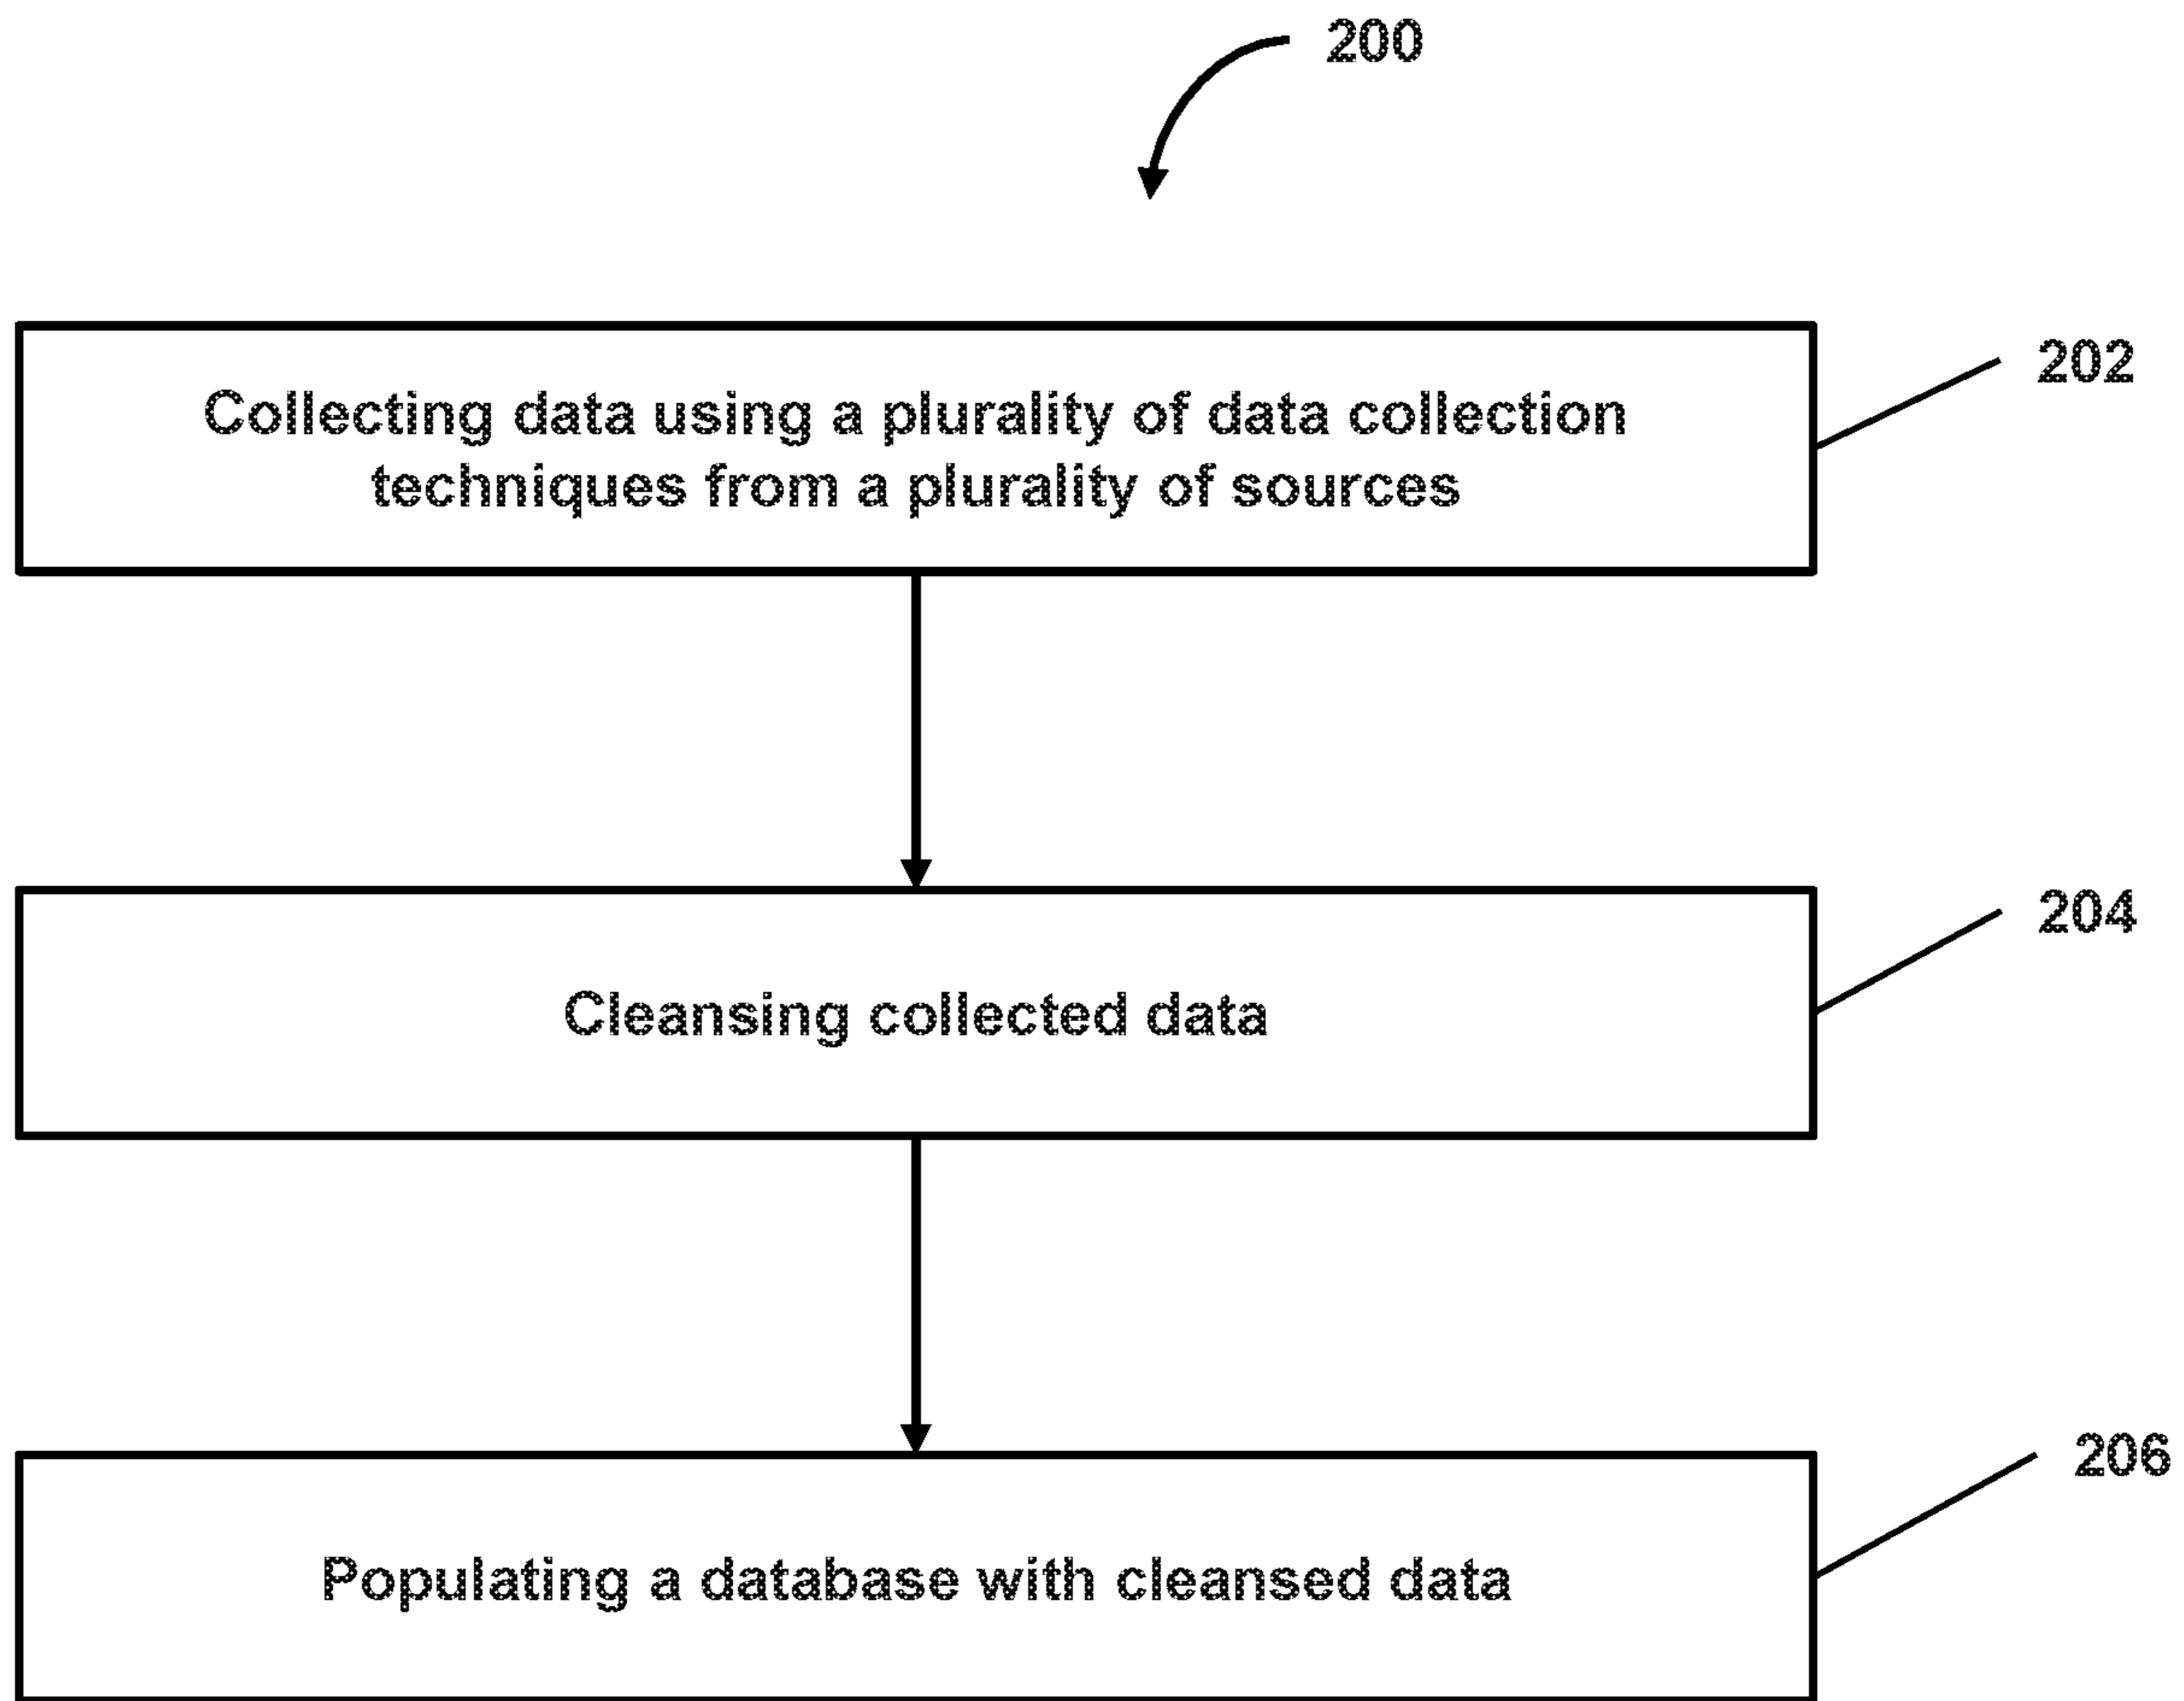 200
Collecting data using a plurality of data collection
techniques from a plurality of sources
202
Cleansing collected data
204
Populating a database with cleansed data
206